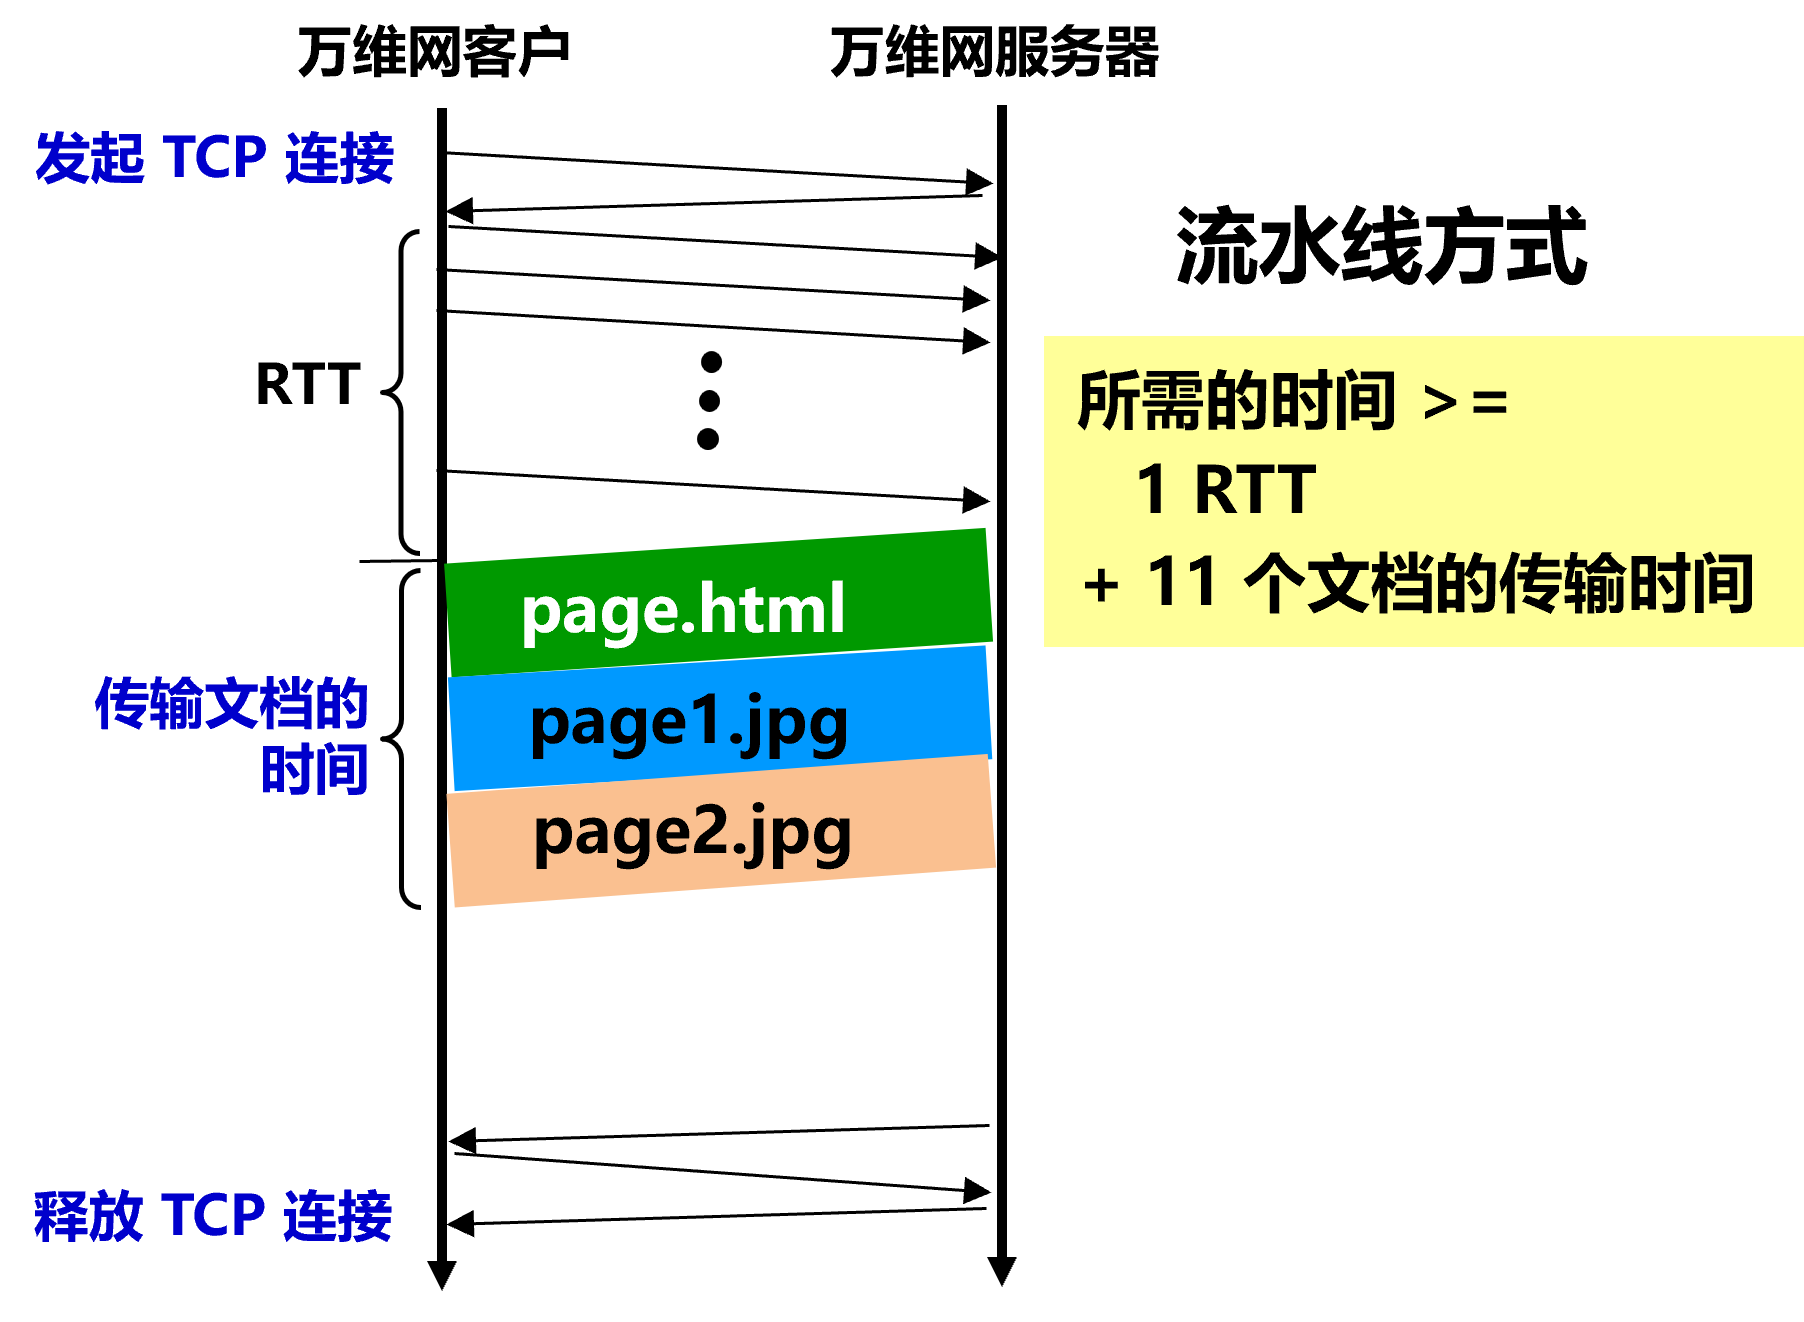 万维网客户
万维网服务器
发起 TCP 连接
流水线方式
RTT
所需的时间 >=
1 RTT
+ 11 个文档的传输时间
page.html
page1.jpg
page2.jpg
传输文档的
时间
释放 TCP 连接